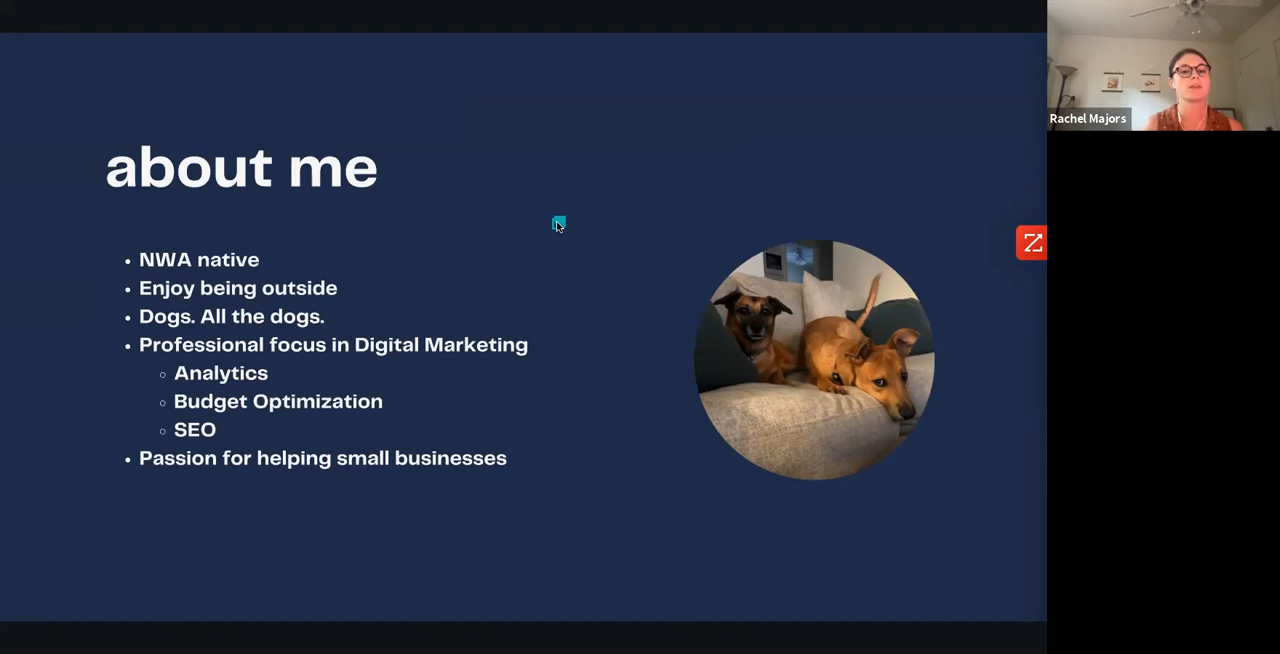 about me
NWA native
Enjoy being outside
Dogs. All the dogs.
Professional focus in Digital Marketing
Analytics
Budget Optimization
SEO
Passion for helping small businesses
Rachel Majors